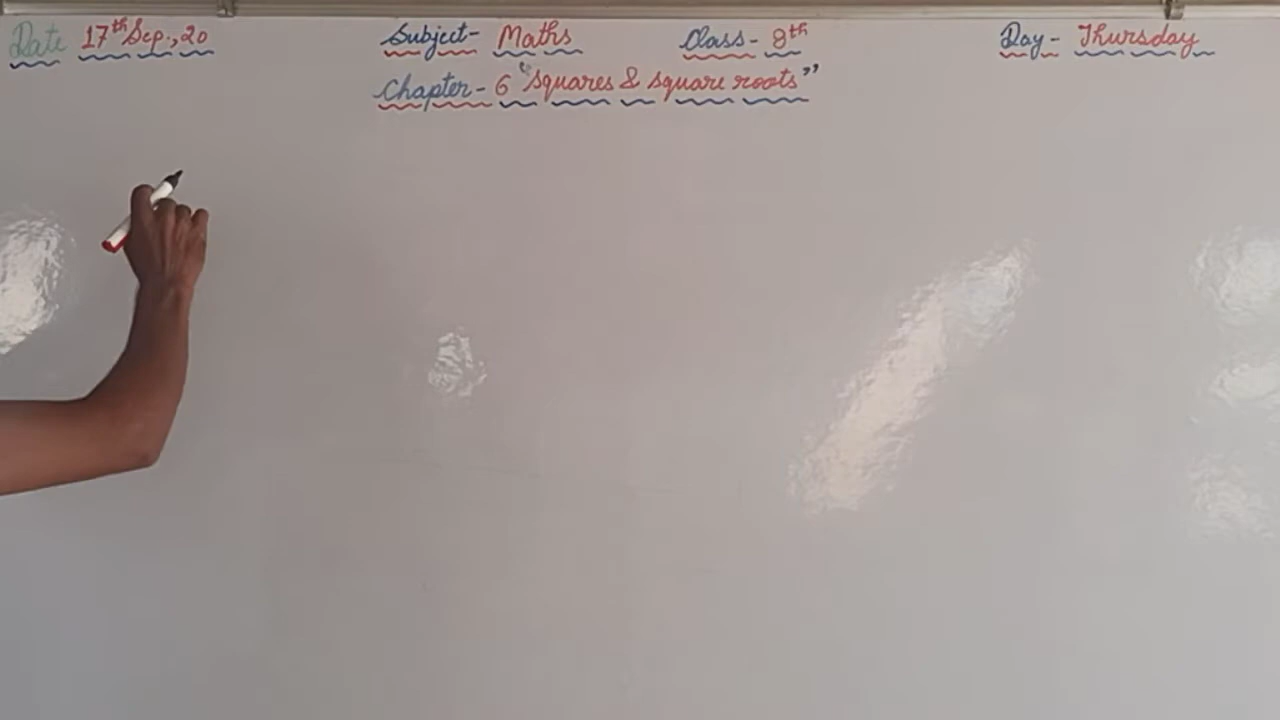 Date 17th Sep., 20 Subject- Maths Class- 8th Day- Thursday
Chapter- 6 "Squares & square roots"